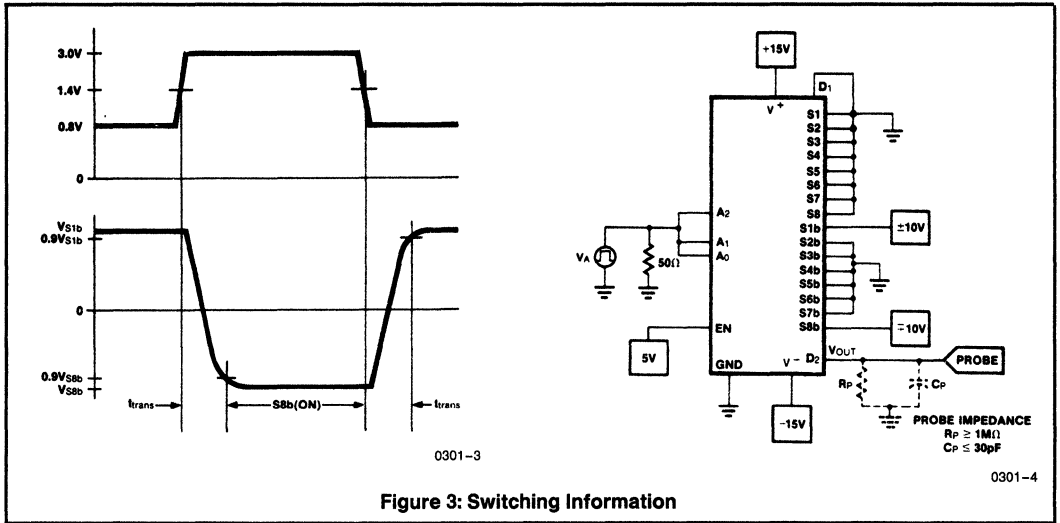 3.0V
1.4V
0.8V
0
VS1b
0.9VS1b
0
0.9VS8b
VS8b
ttrans
S8b(ON)
ttrans
0301-3
+15V
V+
D1
S1
S2
S3
S4
S5
S6
S7
S8
S1b
±10V
S2b
S3b
S4b
S5b
S6b
S7b
S8b
∓10V
A2
A1
A0
VA
50Ω
EN
5V
GND
V-
D2
VOUT
PROBE
-15V
RP
CP
PROBE IMPEDANCE
RP ≥ 1MΩ
CP ≤ 30pF
0301-4
Figure 3: Switching Information